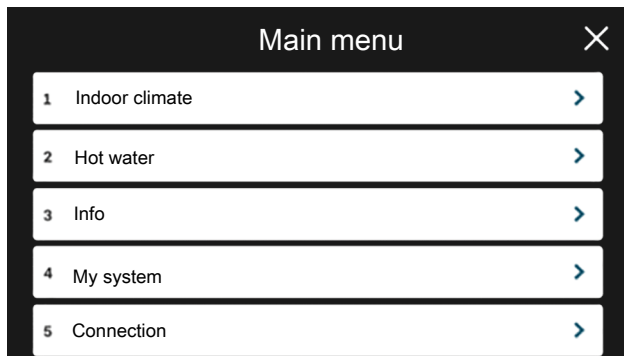 Main menu
1 Indoor climate
2 Hot water
3 Info
4 My system
5 Connection